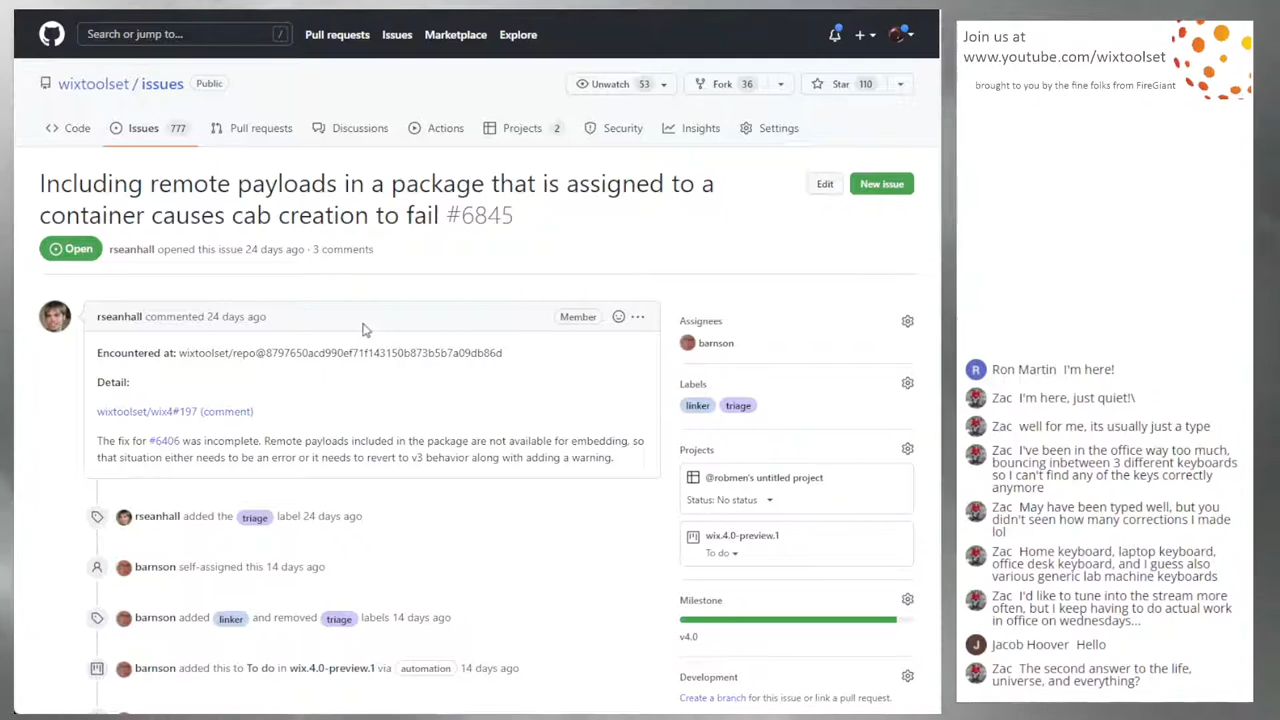 Search or jump to...
/
Pull requests
Issues
Marketplace
Explore
wixtoolset / issues
Public
Unwatch 53
Fork 36
Star 110
Code
Issues 777
Pull requests
Discussions
Actions
Projects 2
Security
Insights
Settings
Including remote payloads in a package that is assigned to a
container causes cab creation to fail #6845
Edit
New issue
Open
rseanhall opened this issue 24 days ago · 3 comments
rseanhall commented 24 days ago
Member
Encountered at: wixtoolset/repo@8797650acd990ef71f143150b873b5b7a09db86d
Detail:
wixtoolset/wix4#197 (comment)
The fix for #6406 was incomplete. Remote payloads included in the package are not available for embedding, so
that situation either needs to be an error or it needs to revert to v3 behavior along with adding a warning.
rseanhall added the triage label 24 days ago
barnson self-assigned this 14 days ago
barnson added linker and removed triage labels 14 days ago
barnson added this to To do in wix.4.0-preview.1 via automation 14 days ago
Assignees
barnson
Labels
linker
triage
Projects
@robmen's untitled project
Status: No status
wix.4.0-preview.1
To do
Milestone
v4.0
Development
Create a branch for this issue or link a pull request.
Join us at
www.youtube.com/wixtoolset
brought to you by the fine folks from FireGiant
R
Ron Martin I'm here!
Zac I'm here, just quiet!\
Zac well for me, its usually just a type
Zac I've been in the office way too much,
bouncing inbetween 3 different keyboards
so I can't find any of the keys correctly
anymore
Zac May have been typed well, but you
didn't seen how many corrections I made
lol
Zac Home keyboard, laptop keyboard,
office desk keyboard, and I guess also
various generic lab machine keyboards
Zac I'd like to tune into the stream more
often, but I keep having to do actual work
in office on wednesdays...
J
Jacob Hoover Hello
Zac The second answer to the life,
universe, and everything?